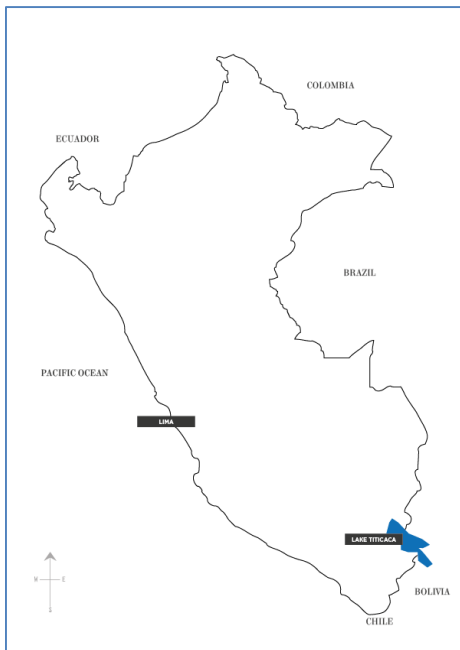 COLOMBIA
ECUADOR
BRAZIL
PACIFIC OCEAN
LIMA
LAKE TITICACA
W E
S
BOLIVIA
CHILE